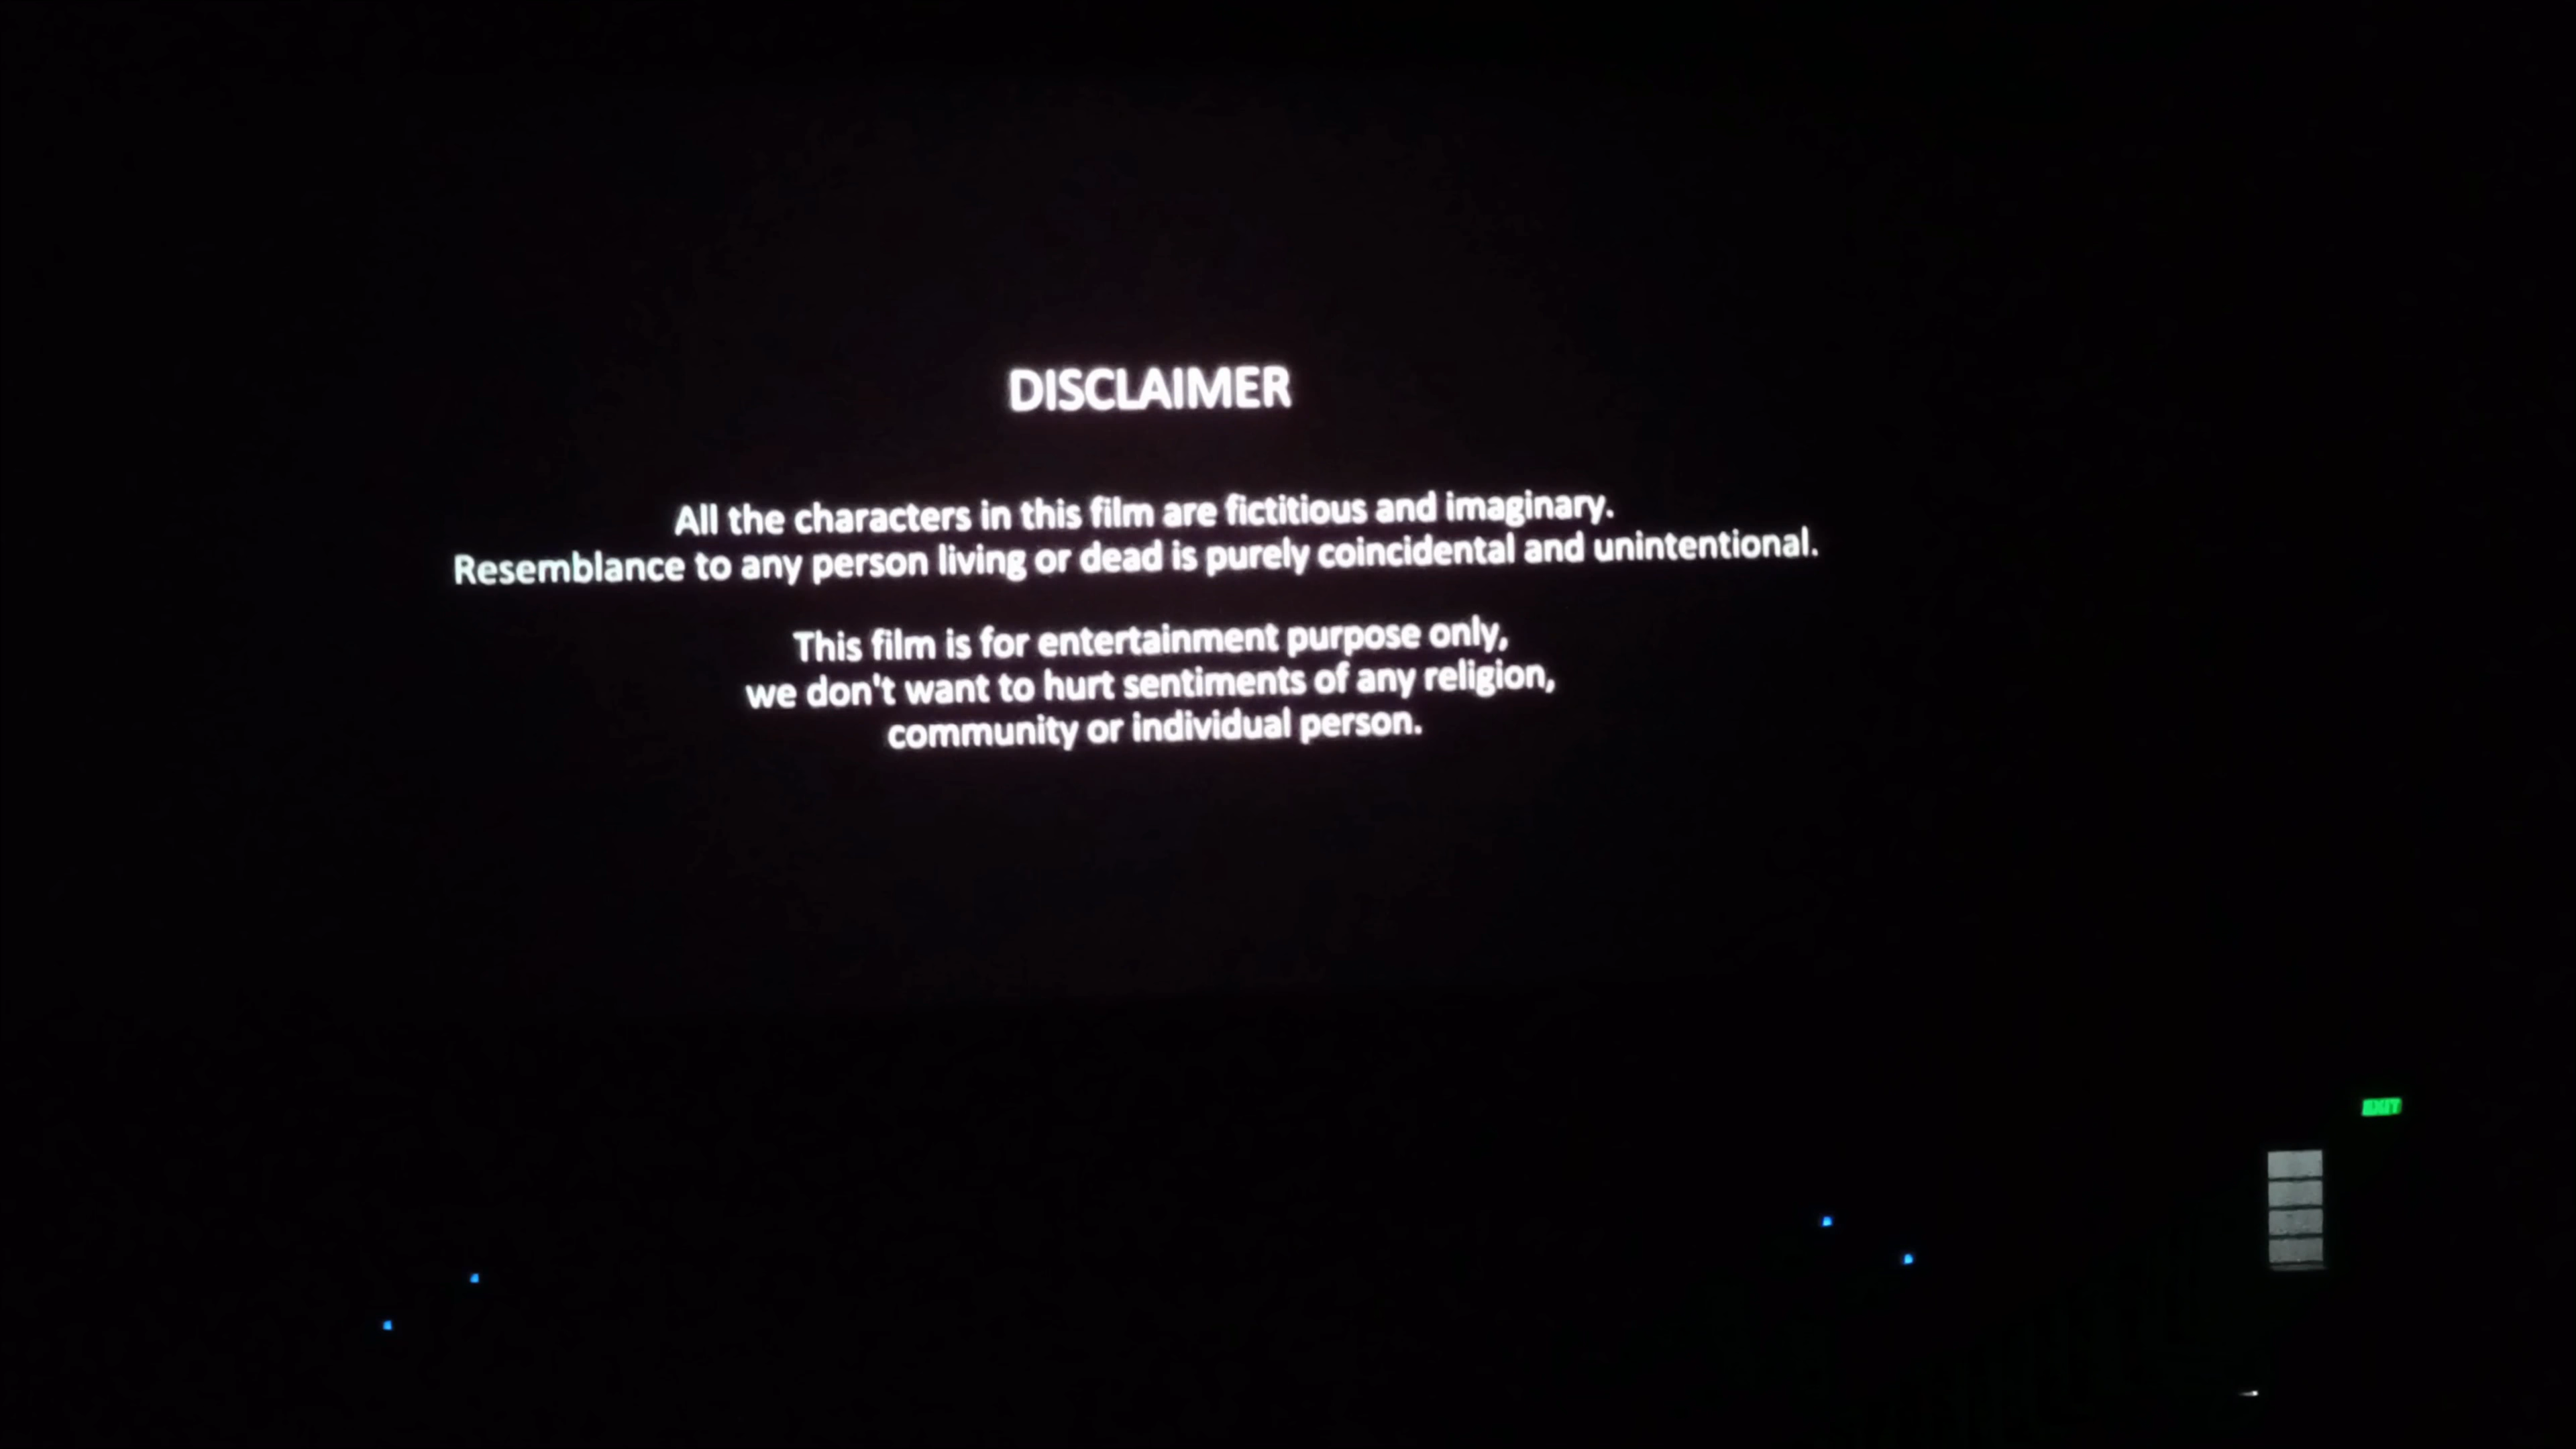 DISCLAIMER
All the characters in this film are fictitious and imaginary.
Resemblance to any person living or dead is purely coincidental and unintentional.
This film is for entertainment purpose only,
we don't want to hurt sentiments of any religion,
community or individual person.
EXIT